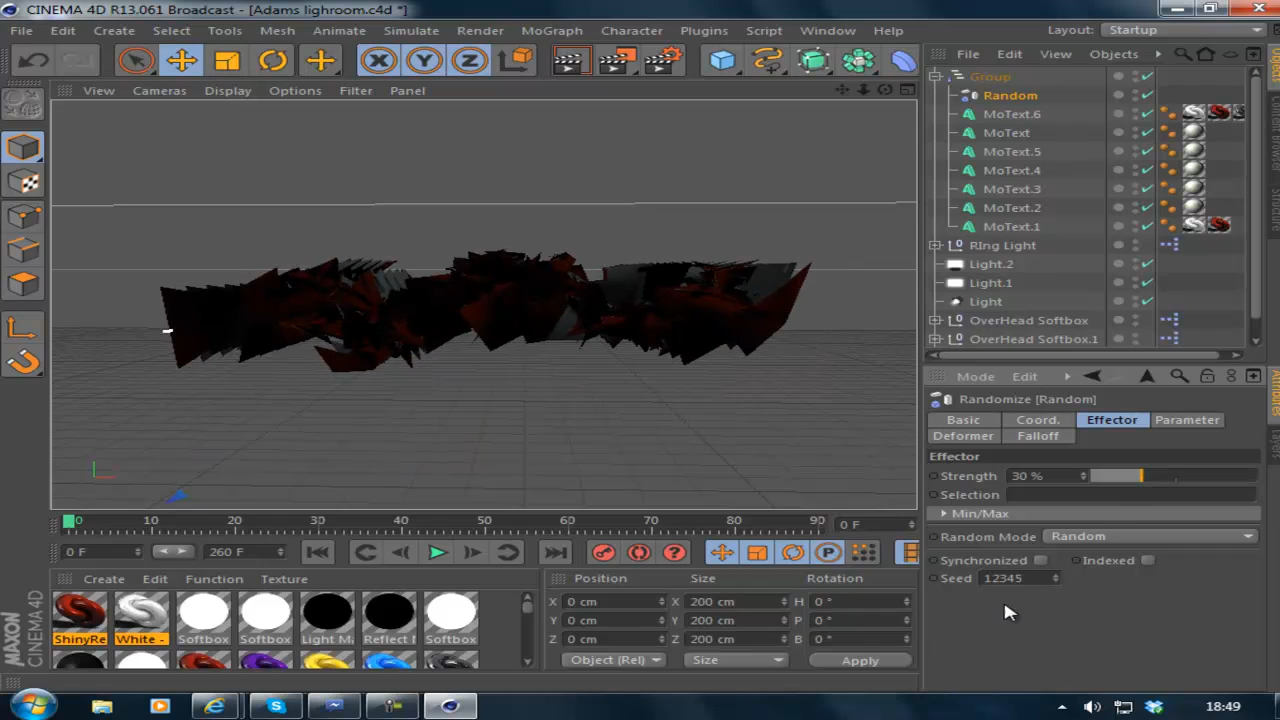 CINEMA 4D R13.061 Broadcast - [Adams lighroom.c4d *]
File Edit Create Select Tools Mesh Animate Simulate Render MoGraph Character Plugins Script Window Help Layout: Startup
View Cameras Display Options Filter Panel
File Edit View Objects
Group
Random
MoText.6
MoText
MoText.5
MoText.4
MoText.3
MoText.2
MoText.1
RIng Light
Light.2
Light.1
Light
OverHead Softbox
OverHead Softbox.1
Objects
Content Browser
Structure
Mode Edit
Randomize [Random]
Basic Coord. Effector Parameter
Deformer Falloff
Effector
Strength 30 %
Selection
Min/Max
Random Mode Random
Synchronized Indexed
Seed 12345
Attributes
Layers
0 10 20 30 40 50 60 70 80 90 0 F
0 F 260 F
Create Edit Function Texture
ShinyRe White - Softbox Softbox Light Ma Reflect M Softbox
Position Size Rotation
X 0 cm X 200 cm H 0 °
Y 0 cm Y 200 cm P 0 °
Z 0 cm Z 200 cm B 0 °
Object (Rel) Size Apply
MAXON
CINEMA 4D
18:49